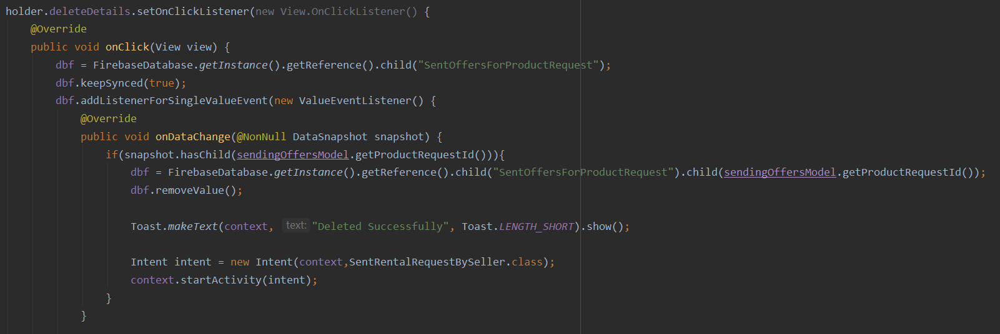 holder.deleteDetails.setOnClickListener(new View.OnClickListener() {
@Override
public void onClick(View view) {
dbf = FirebaseDatabase.getInstance().getReference().child("SentOffersForProductRequest");
dbf.keepSynced(true);
dbf.addListenerForSingleValueEvent(new ValueEventListener() {
@Override
public void onDataChange(@NonNull DataSnapshot snapshot) {
if(snapshot.hasChild(sendingOffersModel.getProductRequestId())){
dbf = FirebaseDatabase.getInstance().getReference().child("SentOffersForProductRequest").child(sendingOffersModel.getProductRequestId());
dbf.removeValue();
Toast.makeText(context, text: "Deleted Successfully", Toast.LENGTH_SHORT).show();
Intent intent = new Intent(context,SentRentalRequestBySeller.class);
context.startActivity(intent);
}
}